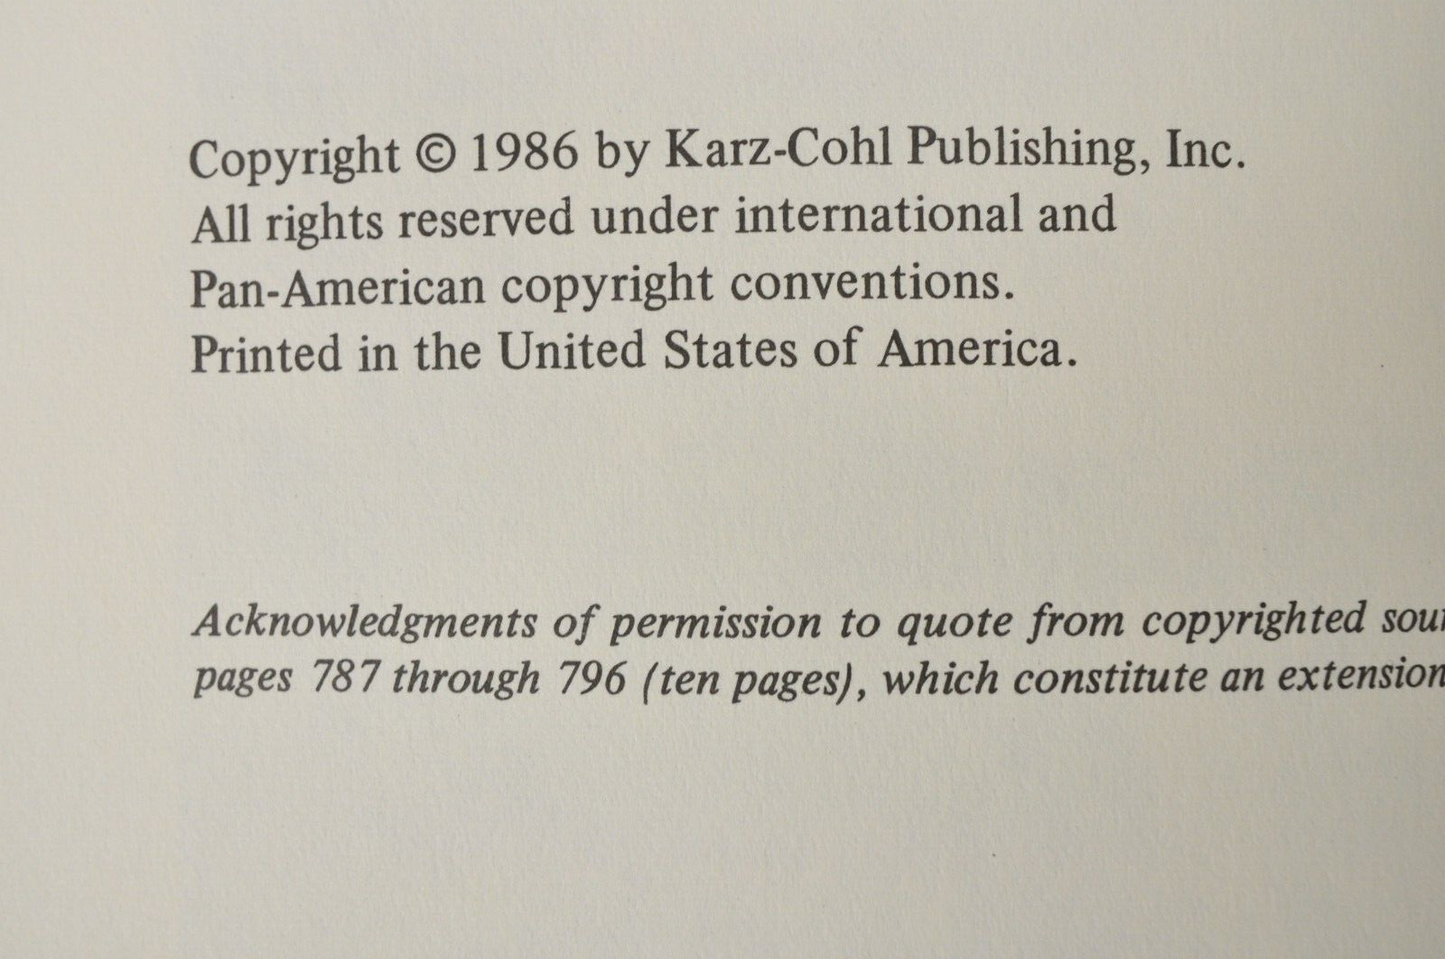 Copyright © 1986 by Karz-Cohl Publishing, Inc.
All rights reserved under international and
Pan-American copyright conventions.
Printed in the United States of America.
Acknowledgments of permission to quote from copyrighted
pages 787 through 796 (ten pages), which constitute an extension